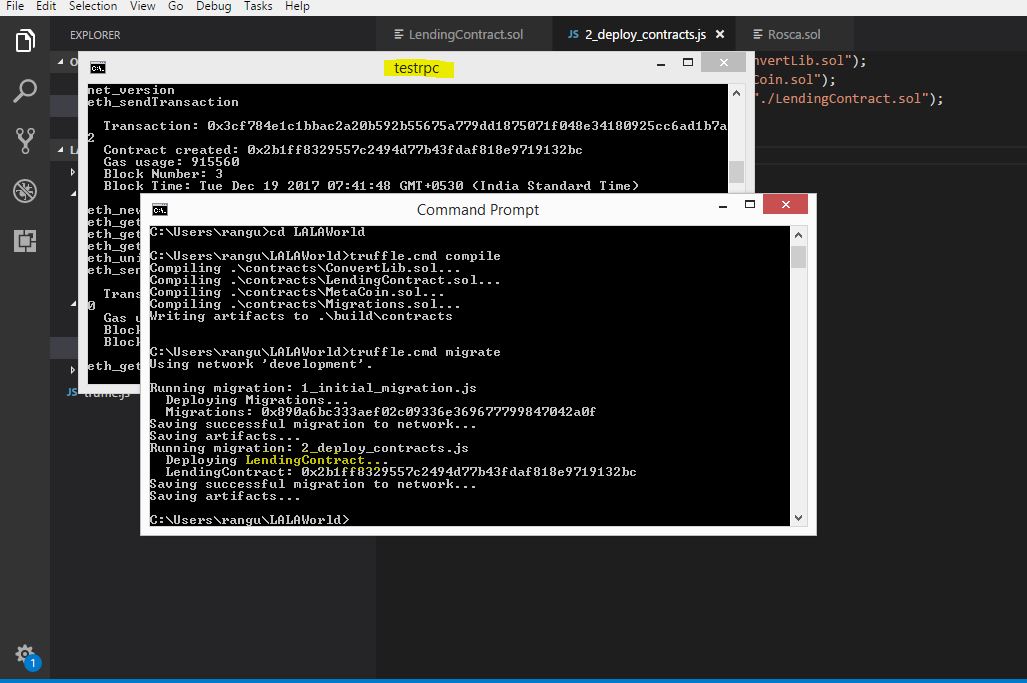 File Edit Selection View Go Debug Tasks Help
EXPLORER
LendingContract.sol
JS 2_deploy_contracts.js ×
Rosca.sol
nvertLib.sol");
Coin.sol");
"./LendingContract.sol");
testrpc
net_version
eth_sendTransaction
Transaction: 0x3cf784e1c1bbac2a20b592b55675a779dd1875071f048e34180925cc6ad1b7a
2
Contract created: 0x2b1ff8329557c2494d77b43fdaf818e9719132bc
Gas usage: 915560
Block Number: 3
Block Time: Tue Dec 19 2017 07:41:48 GMT+0530 (India Standard Time)
eth_new
eth_get
eth_get
eth_get
eth_uni
eth_sen
Trans
0
Gas u
Bloc
Bloc
eth_get
JS
Command Prompt
C:\Users\rangu>cd LALAWorld
C:\Users\rangu\LALAWorld>truffle.cmd compile
Compiling .\contracts\ConvertLib.sol...
Compiling .\contracts\LendingContract.sol...
Compiling .\contracts\MetaCoin.sol...
Compiling .\contracts\Migrations.sol...
Writing artifacts to .\build\contracts
C:\Users\rangu\LALAWorld>truffle.cmd migrate
Using network 'development'.
Running migration: 1_initial_migration.js
Deploying Migrations...
Migrations: 0x890a6bc333aef02c09336e369677799847042a0f
Saving successful migration to network...
Saving artifacts...
Running migration: 2_deploy_contracts.js
Deploying LendingContract...
LendingContract: 0x2b1ff8329557c2494d77b43fdaf818e9719132bc
Saving successful migration to network...
Saving artifacts...
C:\Users\rangu\LALAWorld>
1